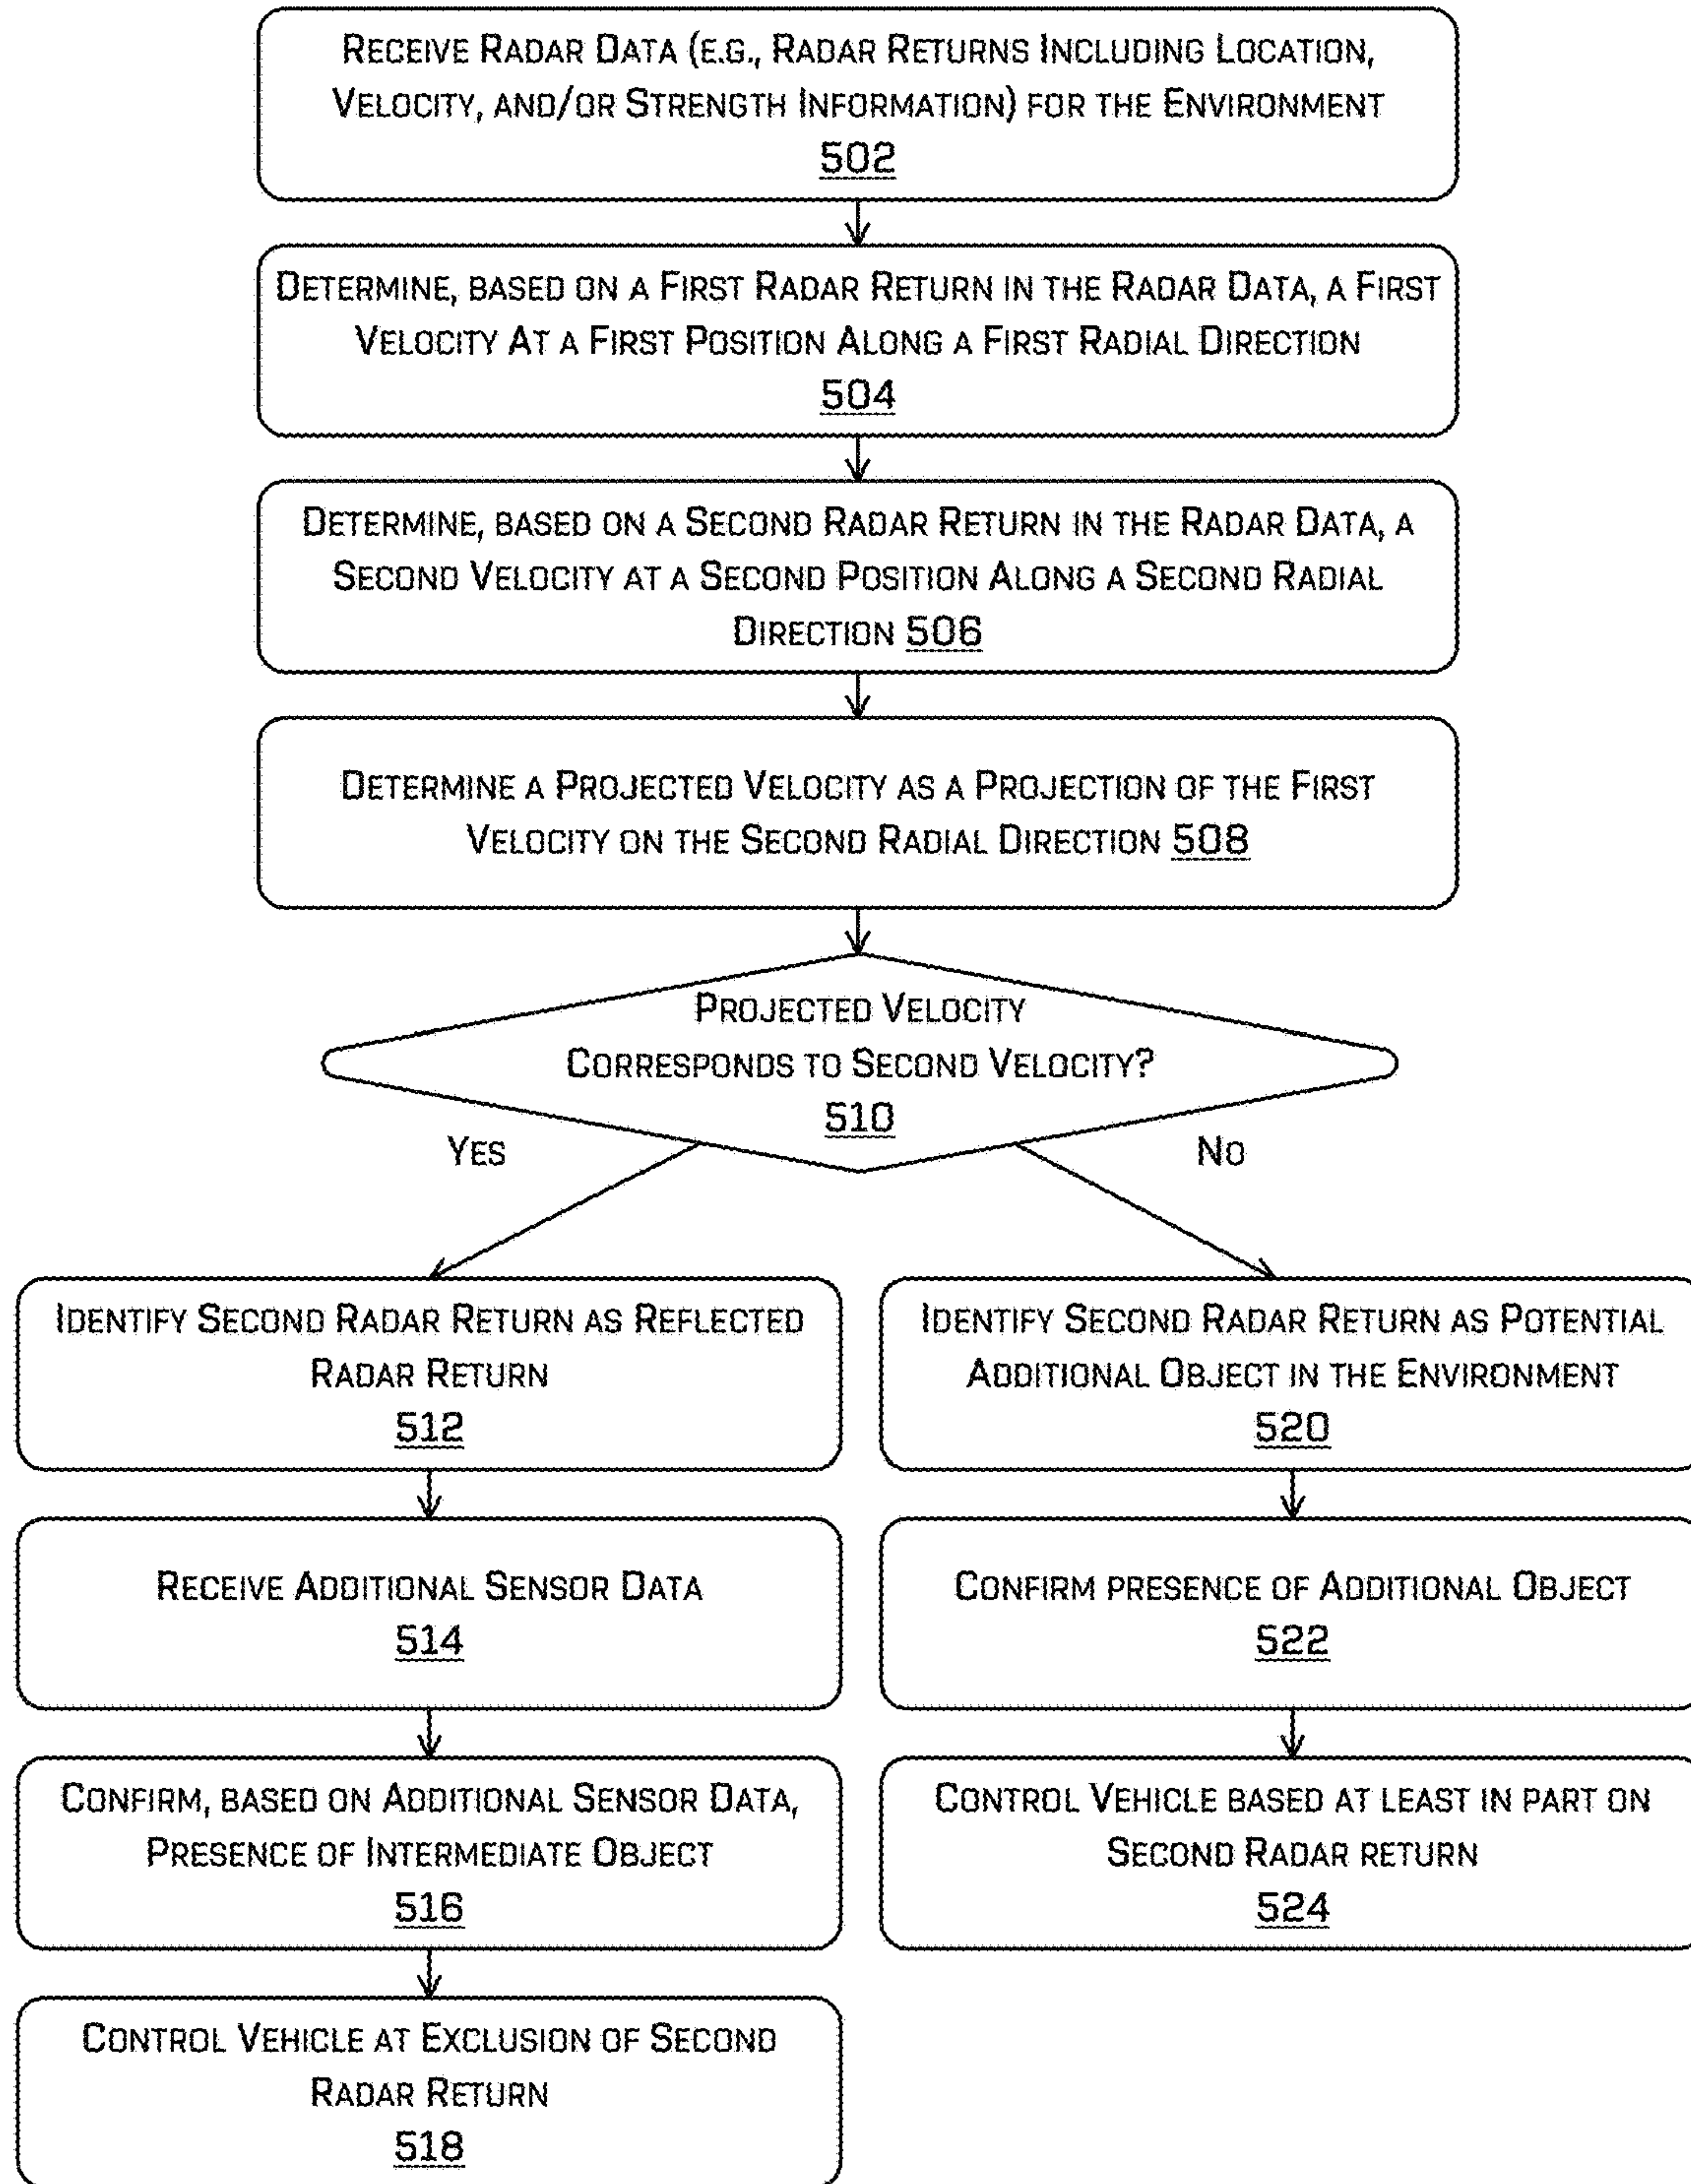 Receive Radar Data (e.g., Radar Returns Including Location,
Velocity, and/or Strength Information) for the Environment
502
Determine, based on a First Radar Return in the Radar Data, a First
Velocity At a First Position Along a First Radial Direction
504
Determine, based on a Second Radar Return in the Radar Data, a
Second Velocity at a Second Position Along a Second Radial
Direction 506
Determine a Projected Velocity as a Projection of the First
Velocity on the Second Radial Direction 508
Projected Velocity
Corresponds to Second Velocity?
510
Yes
No
Identify Second Radar Return as Reflected
Radar Return
512
Identify Second Radar Return as Potential
Additional Object in the Environment
520
Receive Additional Sensor Data
514
Confirm presence of Additional Object
522
Confirm, based on Additional Sensor Data,
Presence of Intermediate Object
516
Control Vehicle based at least in part on
Second Radar return
524
Control Vehicle at Exclusion of Second
Radar Return
518